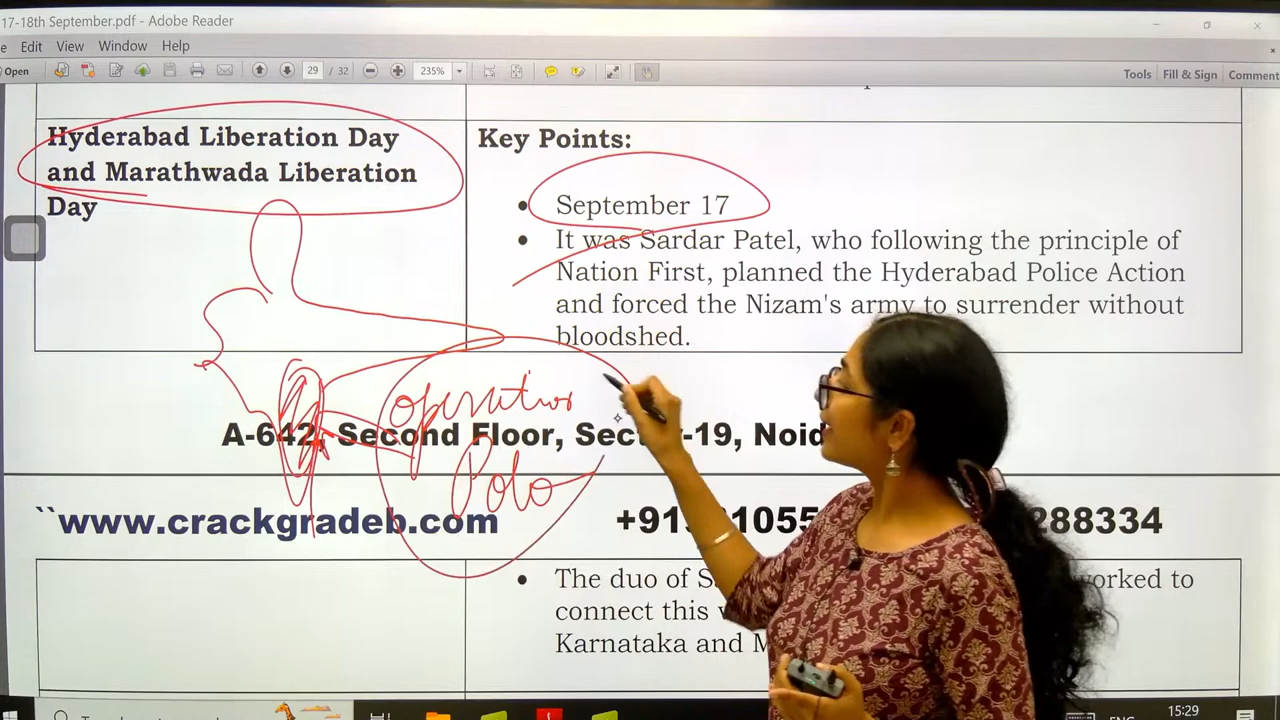 17-18th September.pdf - Adobe Reader
Edit View Window Help
Open 29 / 32 235% Tools Fill & Sign Comment
Hyderabad Liberation Day
and Marathwada Liberation
Day
Key Points:
• September 17
• It was Sardar Patel, who following the principle of
Nation First, planned the Hyderabad Police Action
and forced the Nizam's army to surrender without
bloodshed.
Operation
Polo
A-642, Second Floor, Sector-19, Noid
``www.crackgradeb.com
288334
• The duo of worked to
connect this
Karnataka and
ENG
15:29